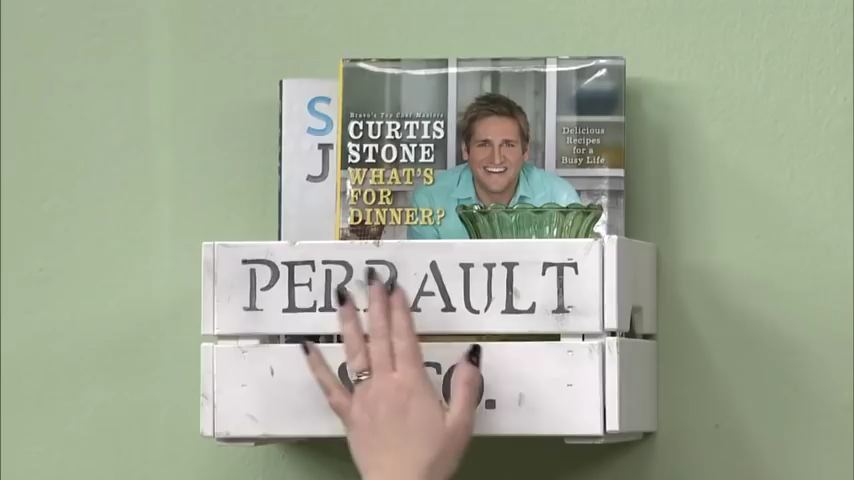 S
J
Bravo's Top Chef Masters
CURTIS
STONE
WHAT'S
FOR
DINNER?
Delicious
Recipes
for a
Busy Life
PERRAULT
CO.